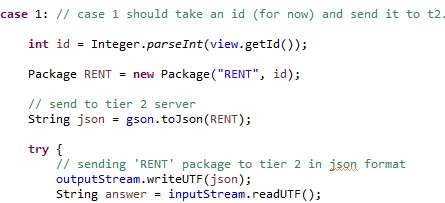 case 1: // case 1 should take an id (for now) and send it to t2.
int id = Integer.parseInt(view.getId());
Package RENT = new Package("RENT", id);
// send to tier 2 server
String json = gson.toJson(RENT);
try {
// sending 'RENT' package to tier 2 in json format
outputStream.writeUTF(json);
String answer = inputStream.readUTF();